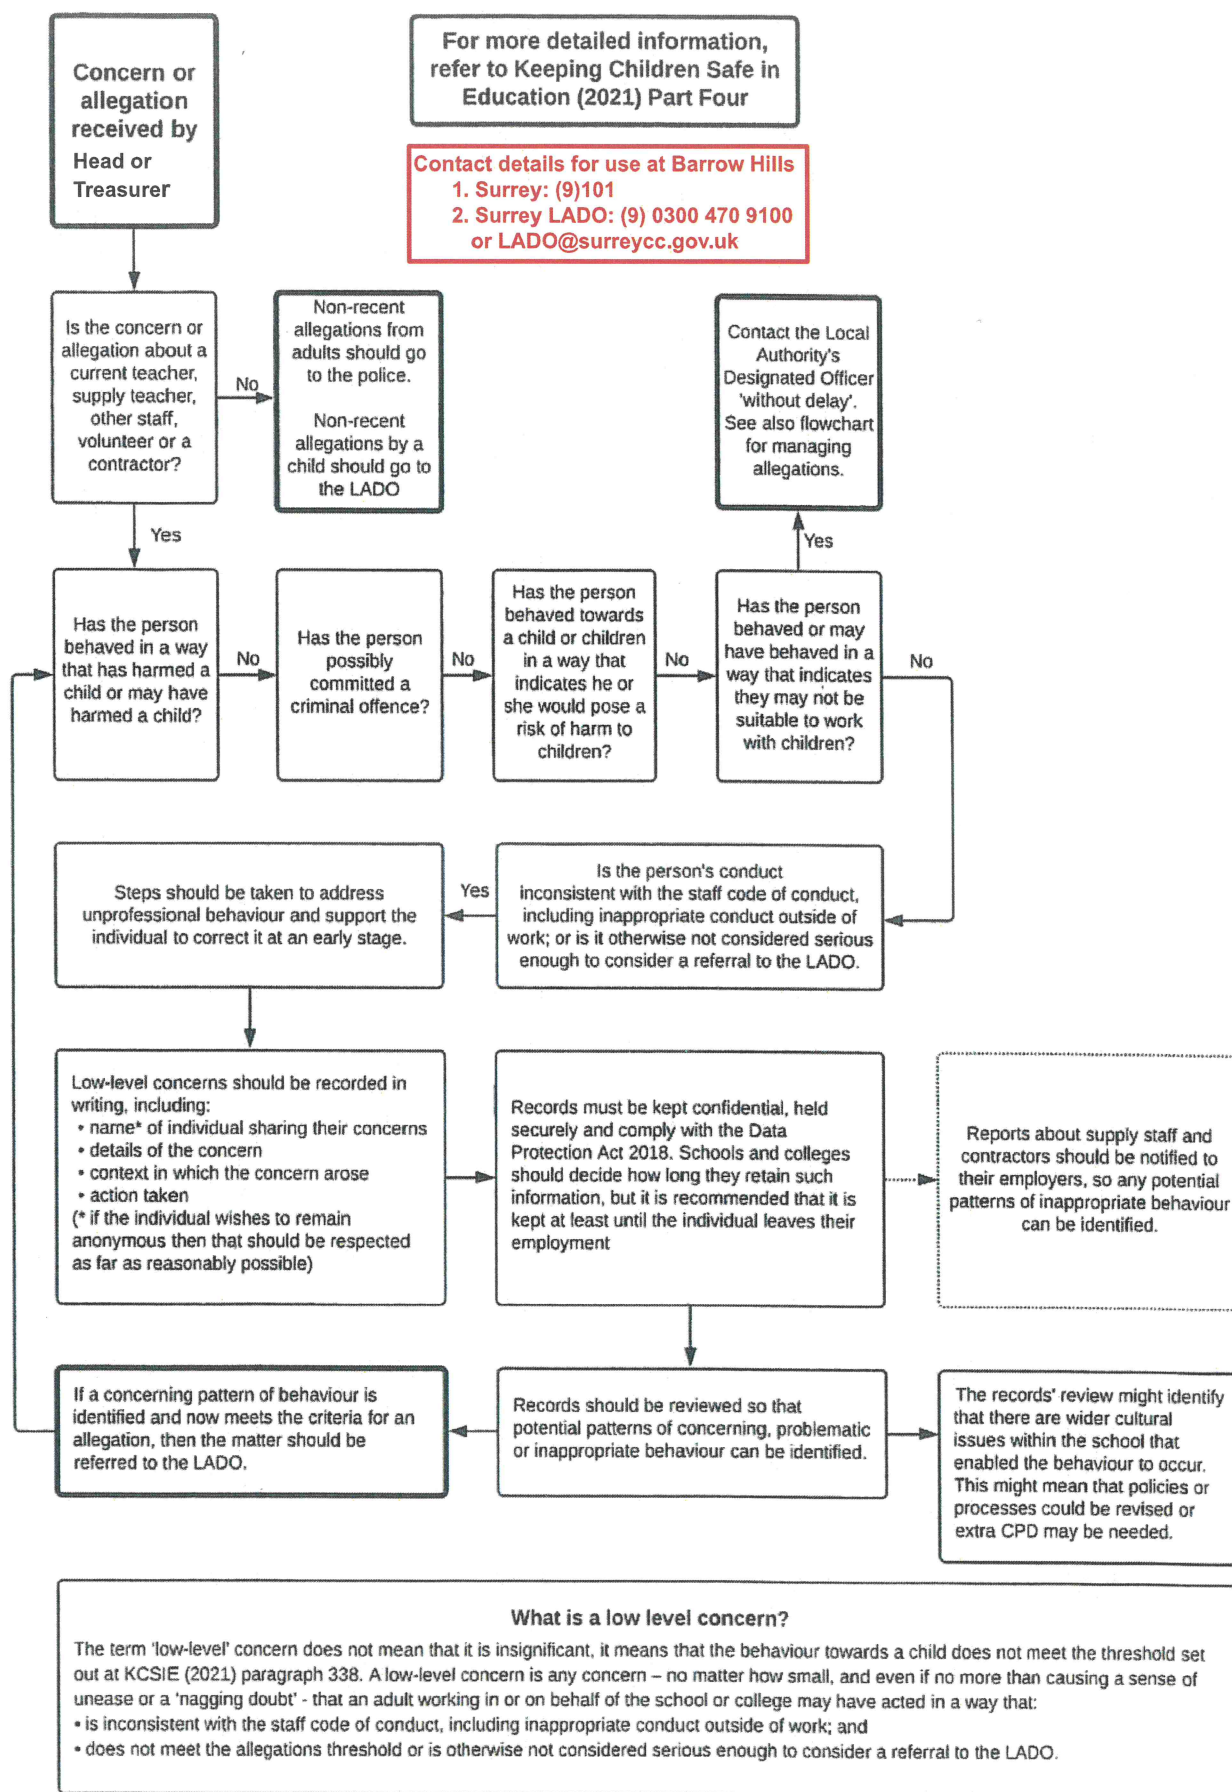 Concern or
allegation
received by
Head or
Treasurer
For more detailed information,
refer to Keeping Children Safe in
Education (2021) Part Four
Contact details for use at Barrow Hills
1. Surrey: (9)101
2. Surrey LADO: (9) 0300 470 9100
or LADO@surreycc.gov.uk
Is the concern or
allegation about a
current teacher,
supply teacher,
other staff,
volunteer or a
contractor?
No
Non-recent
allegations from
adults should go
to the police.
Non-recent
allegations by a
child should go to
the LADO
Contact the Local
Authority's
Designated Officer
'without delay'.
See also flowchart
for managing
allegations.
Yes
Yes
Has the person
behaved in a way
that has harmed a
child or may have
harmed a child?
No
Has the person
possibly
committed a
criminal offence?
No
Has the person
behaved towards
a child or children
in a way that
indicates he or
she would pose a
risk of harm to
children?
No
Has the person
behaved or may
have behaved in a
way that indicates
they may not be
suitable to work
with children?
No
Steps should be taken to address
unprofessional behaviour and support the
individual to correct it at an early stage.
Yes
Is the person's conduct
inconsistent with the staff code of conduct,
including inappropriate conduct outside of
work; or is it otherwise not considered serious
enough to consider a referral to the LADO.
Low-level concerns should be recorded in
writing, including:
• name* of individual sharing their concerns
• details of the concern
• context in which the concern arose
• action taken
(* if the individual wishes to remain
anonymous then that should be respected
as far as reasonably possible)
Records must be kept confidential, held
securely and comply with the Data
Protection Act 2018. Schools and colleges
should decide how long they retain such
information, but it is recommended that it is
kept at least until the individual leaves their
employment
Reports about supply staff and
contractors should be notified to
their employers, so any potential
patterns of inappropriate behaviour
can be identified.
If a concerning pattern of behaviour is
identified and now meets the criteria for an
allegation, then the matter should be
referred to the LADO.
Records should be reviewed so that
potential patterns of concerning, problematic
or inappropriate behaviour can be identified.
The records' review might identify
that there are wider cultural
issues within the school that
enabled the behaviour to occur.
This might mean that policies or
processes could be revised or
extra CPD may be needed.
What is a low level concern?
The term 'low-level' concern does not mean that it is insignificant, it means that the behaviour towards a child does not meet the threshold set
out at KCSIE (2021) paragraph 338. A low-level concern is any concern – no matter how small, and even if no more than causing a sense of
unease or a 'nagging doubt' - that an adult working in or on behalf of the school or college may have acted in a way that:
• is inconsistent with the staff code of conduct, including inappropriate conduct outside of work; and
• does not meet the allegations threshold or is otherwise not considered serious enough to consider a referral to the LADO.